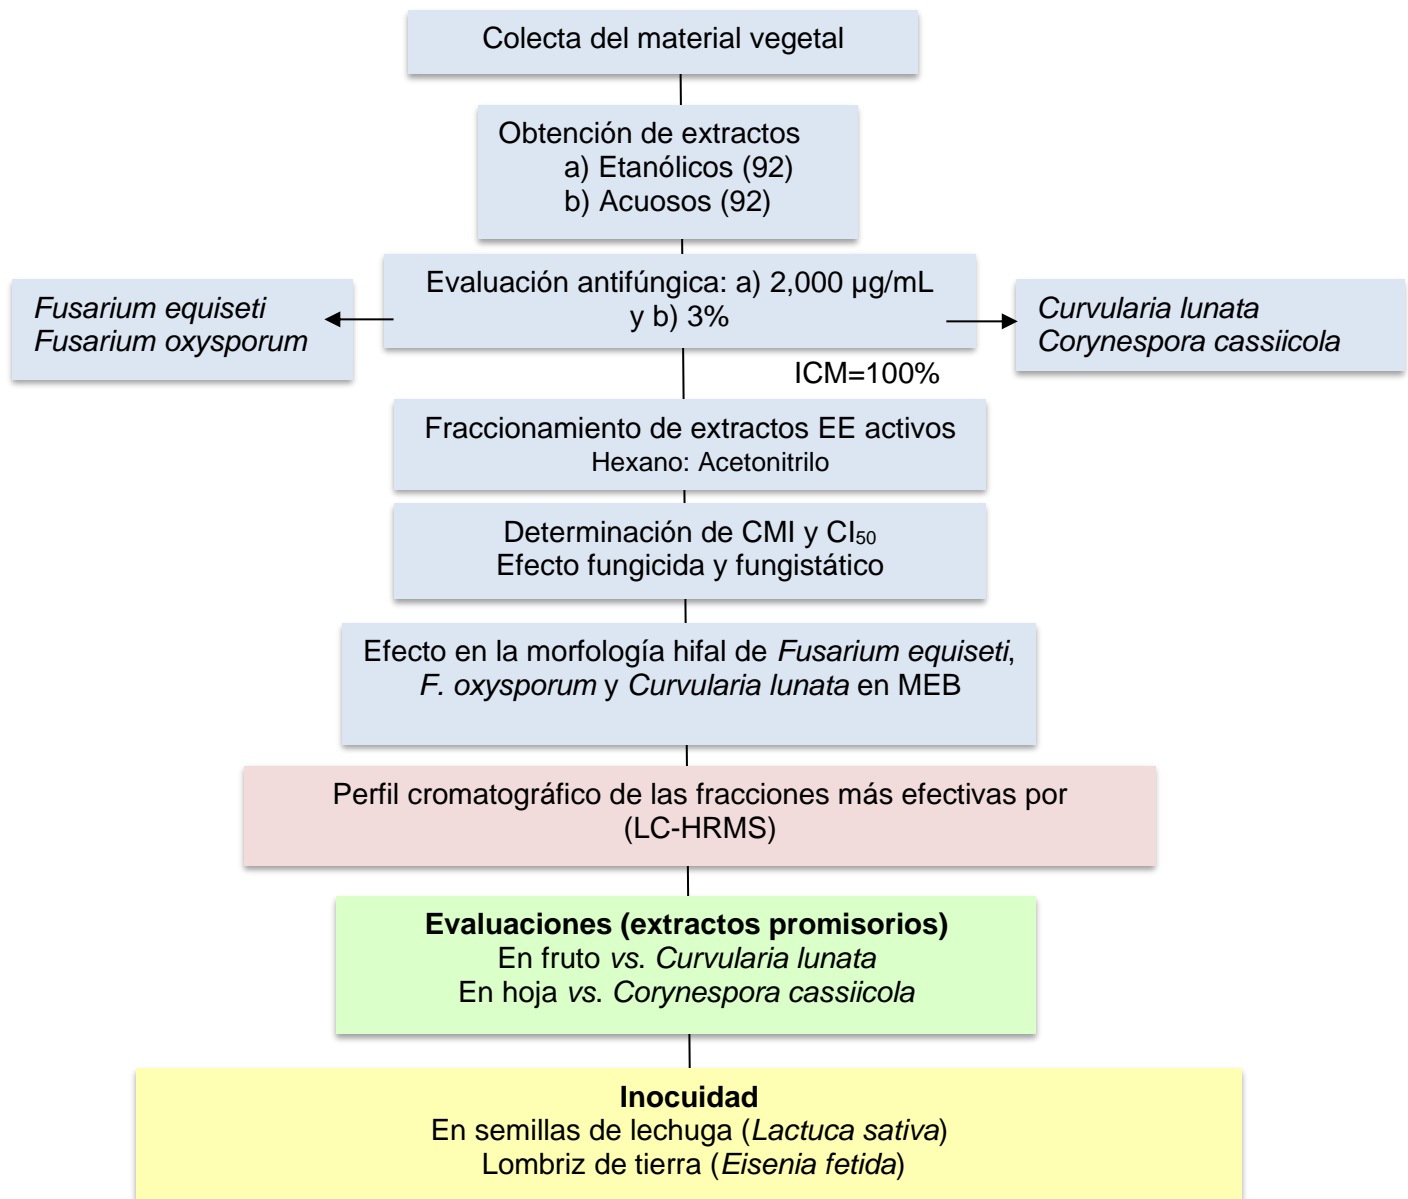 Colecta del material vegetal
Obtención de extractos
a) Etanólicos (92)
b) Acuosos (92)
Evaluación antifúngica: a) 2,000 µg/mL
y b) 3%
Fusarium equiseti
Fusarium oxysporum
Curvularia lunata
Corynespora cassiicola
ICM=100%
Fraccionamiento de extractos EE activos
Hexano: Acetonitrilo
Determinación de CMI y CI₅₀
Efecto fungicida y fungistático
Efecto en la morfología hifal de Fusarium equiseti,
F. oxysporum y Curvularia lunata en MEB
Perfil cromatográfico de las fracciones más efectivas por
(LC-HRMS)
Evaluaciones (extractos promisorios)
En fruto vs. Curvularia lunata
En hoja vs. Corynespora cassiicola
Inocuidad
En semillas de lechuga (Lactuca sativa)
Lombriz de tierra (Eisenia fetida)